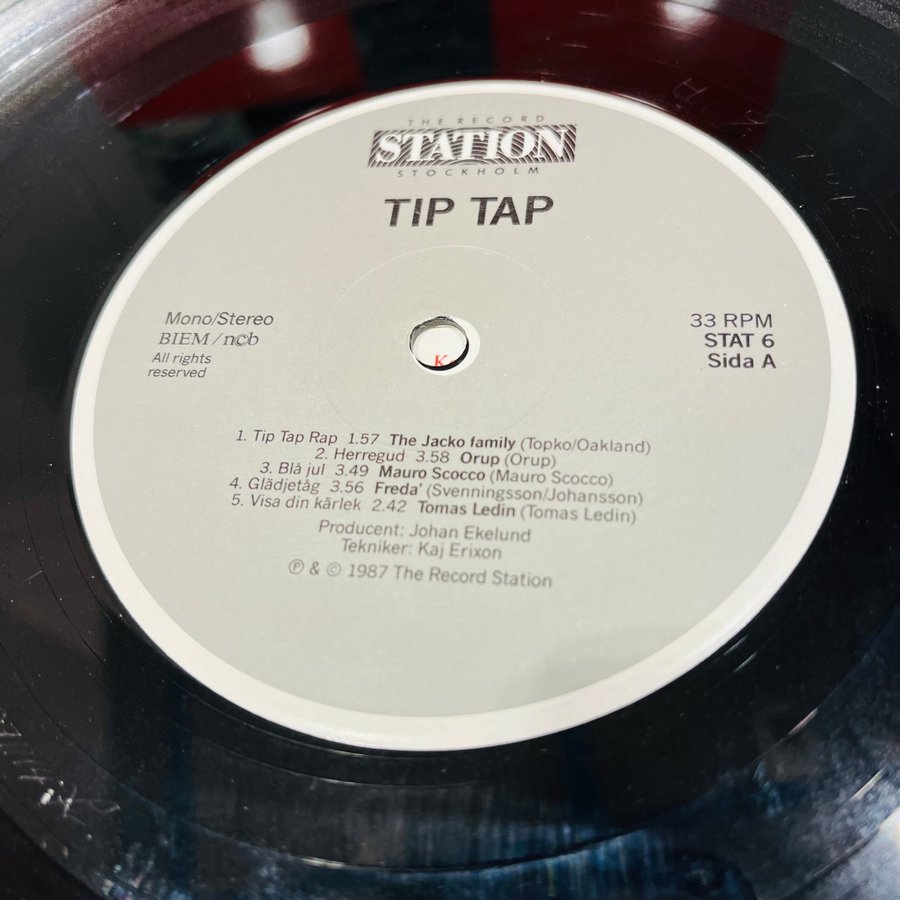 THE RECORD
STATION
STOCKHOLM
TIP TAP
Mono/Stereo
BIEM/n©b
All rights
reserved
33 RPM
STAT 6
Sida A
K
1. Tip Tap Rap 1.57 The Jacko family (Topko/Oakland)
2. Herregud 3.58 Orup (Orup)
3. Blå jul 3.49 Mauro Scocco (Mauro Scocco)
4. Glädjetåg 3.56 Freda' (Svenningsson/Johansson)
5. Visa din kärlek 2.42 Tomas Ledin (Tomas Ledin)
Producent: Johan Ekelund
Tekniker: Kaj Erixon
℗ & © 1987 The Record Station